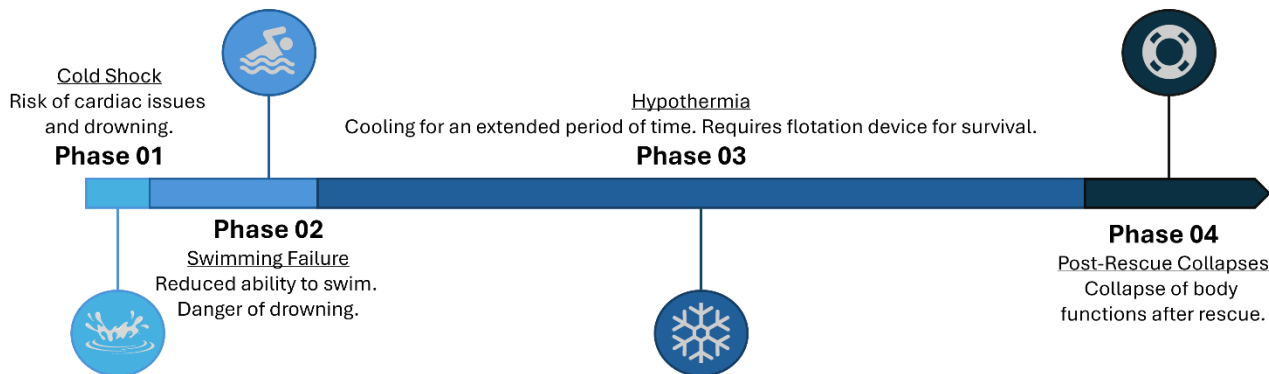 Cold Shock
Risk of cardiac issues
and drowning.
Phase 01
Phase 02
Swimming Failure
Reduced ability to swim.
Danger of drowning.
Hypothermia
Cooling for an extended period of time. Requires flotation device for survival.
Phase 03
Phase 04
Post-Rescue Collapses
Collapse of body
functions after rescue.